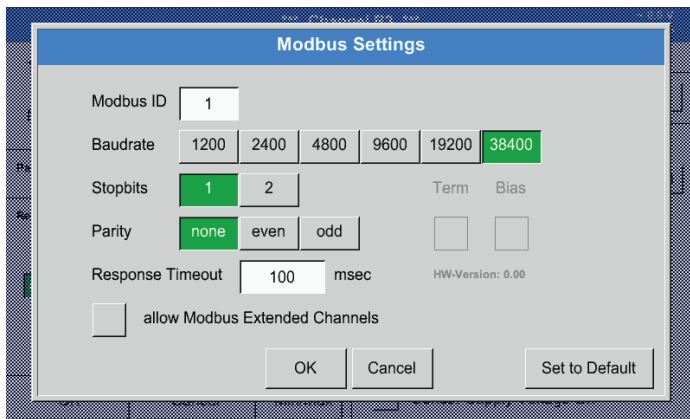 *** Channel B3 ***
Modbus Settings
Modbus ID 1
Baudrate 1200 2400 4800 9600 19200 38400
Stopbits 1 2 Term Bias
Parity none even odd
Response Timeout 100 msec HW-Version: 0.00
allow Modbus Extended Channels
OK Cancel Set to Default